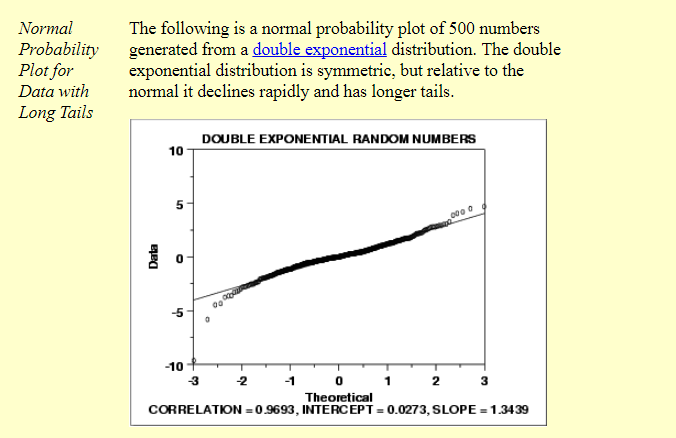 Normal
Probability
Plot for
Data with
Long Tails
The following is a normal probability plot of 500 numbers
generated from a double exponential distribution. The double
exponential distribution is symmetric, but relative to the
normal it declines rapidly and has longer tails.
DOUBLE EXPONENTIAL RANDOM NUMBERS
10
5
0
-5
-10
Data
-3 -2 -1 0 1 2 3
Theoretical
CORRELATION = 0.9693, INTERCEPT = 0.0273, SLOPE = 1.3439